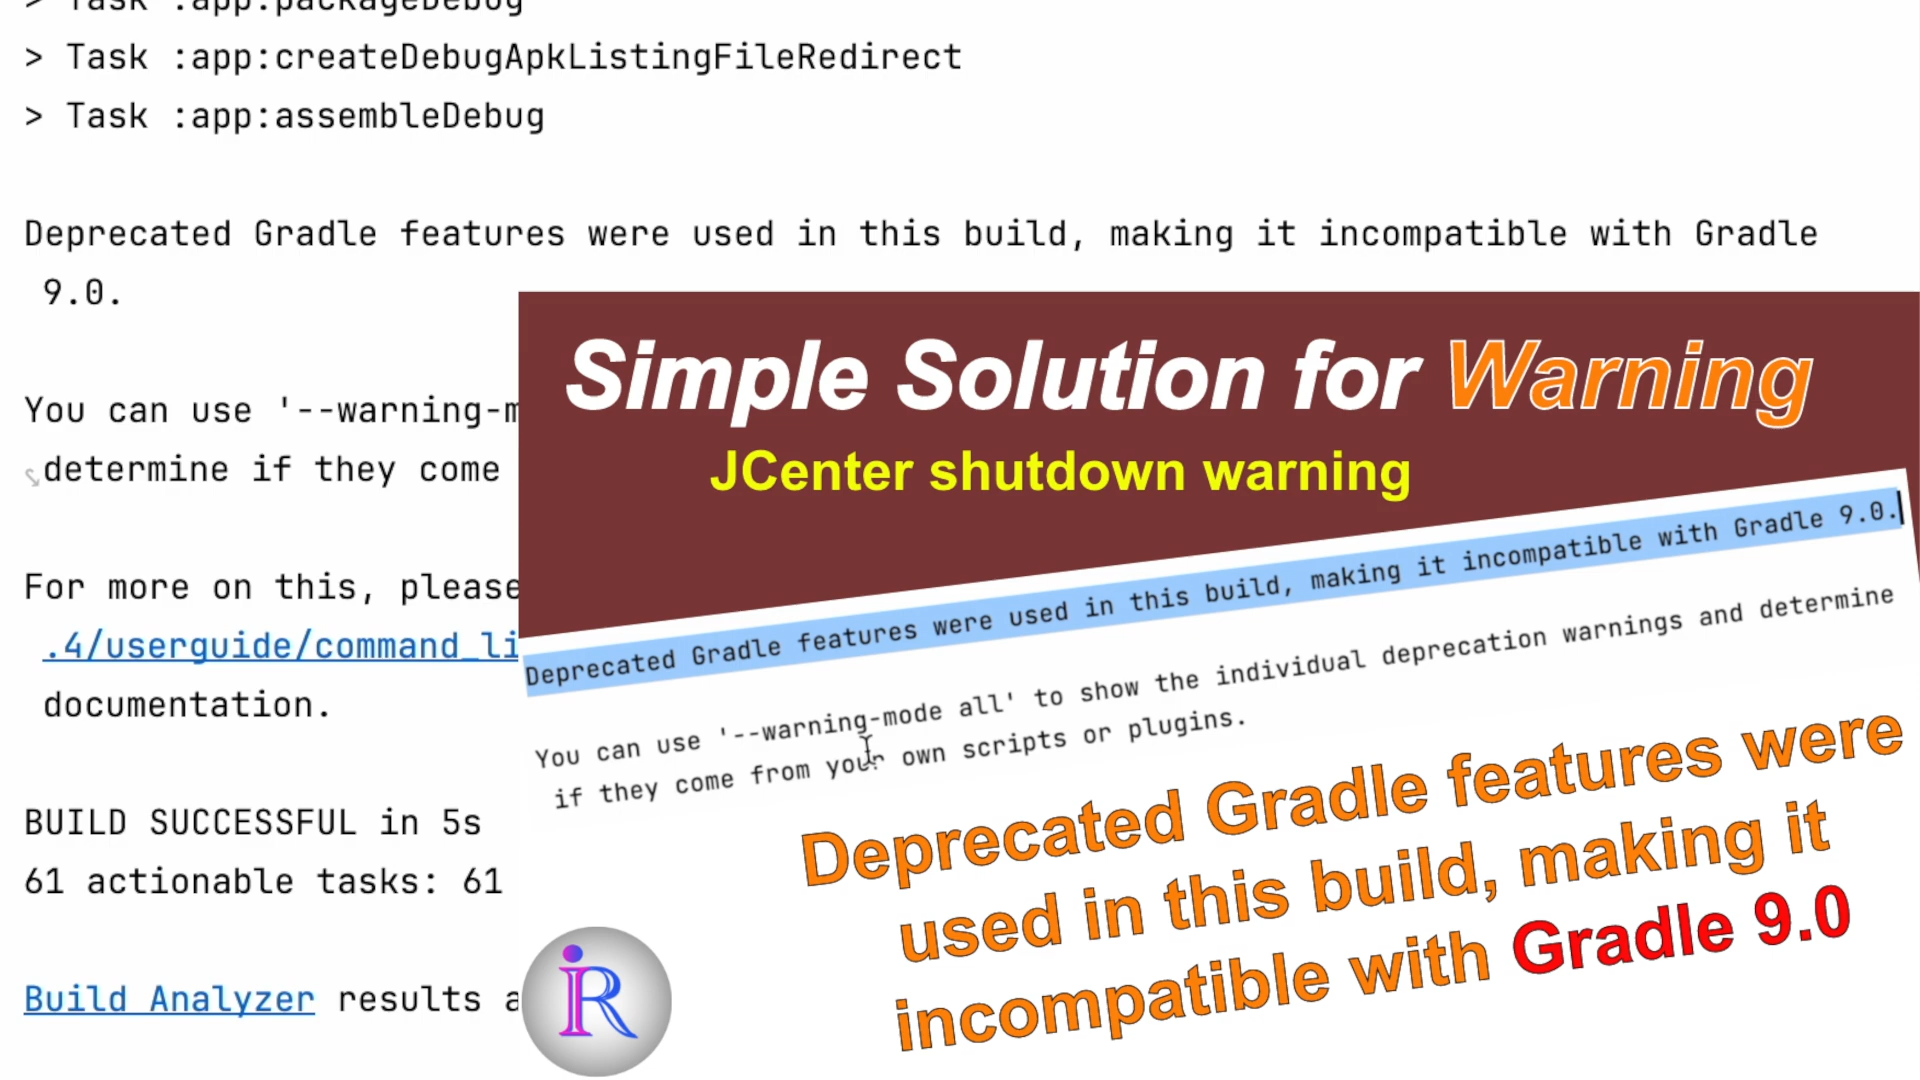 > Task :app:packageDebug
> Task :app:createDebugApkListingFileRedirect
> Task :app:assembleDebug
Deprecated Gradle features were used in this build, making it incompatible with Gradle
9.0.
You can use '--warning-m
determine if they come
For more on this, please
.4/userguide/command_li
documentation.
BUILD SUCCESSFUL in 5s
61 actionable tasks: 61
Build Analyzer results a
Simple Solution for Warning
JCenter shutdown warning
Deprecated Gradle features were used in this build, making it incompatible with Gradle 9.0.
You can use '--warning-mode all' to show the individual deprecation warnings and determine
if they come from your own scripts or plugins.
Deprecated Gradle features were
used in this build, making it
incompatible with Gradle 9.0
iR